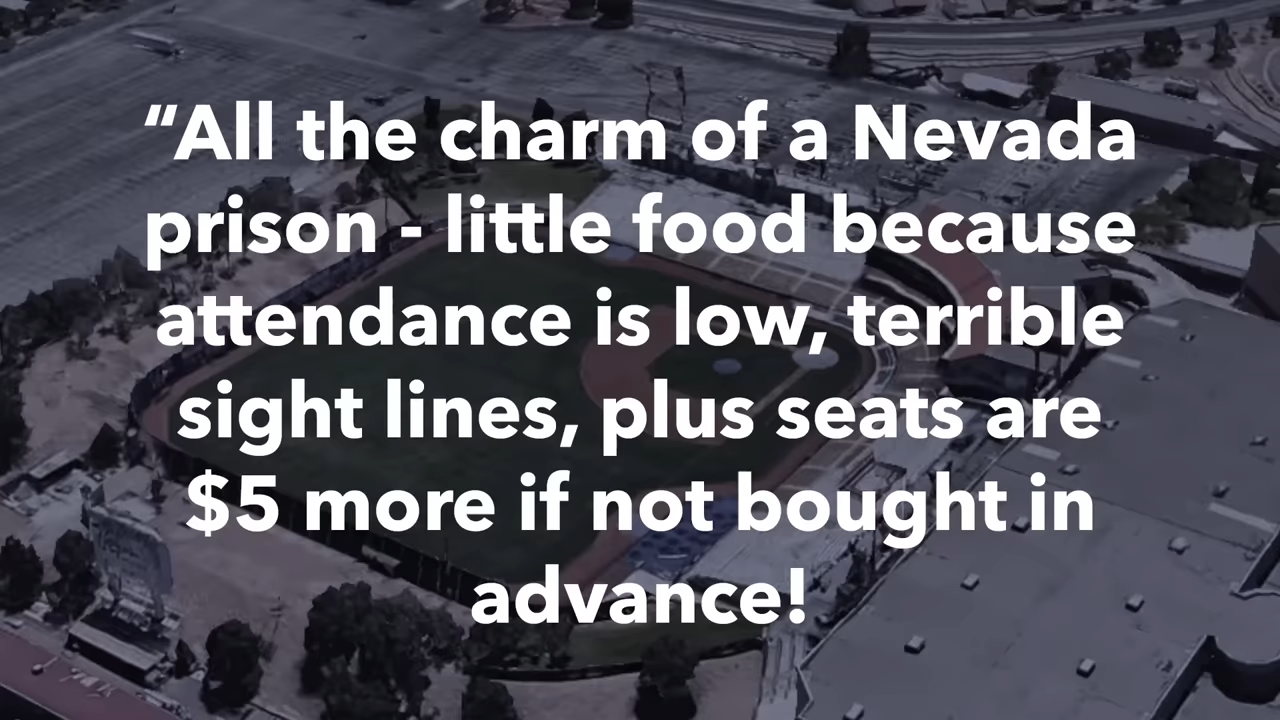 “All the charm of a Nevada
prison - little food because
attendance is low, terrible
sight lines, plus seats are
$5 more if not bought in
advance!